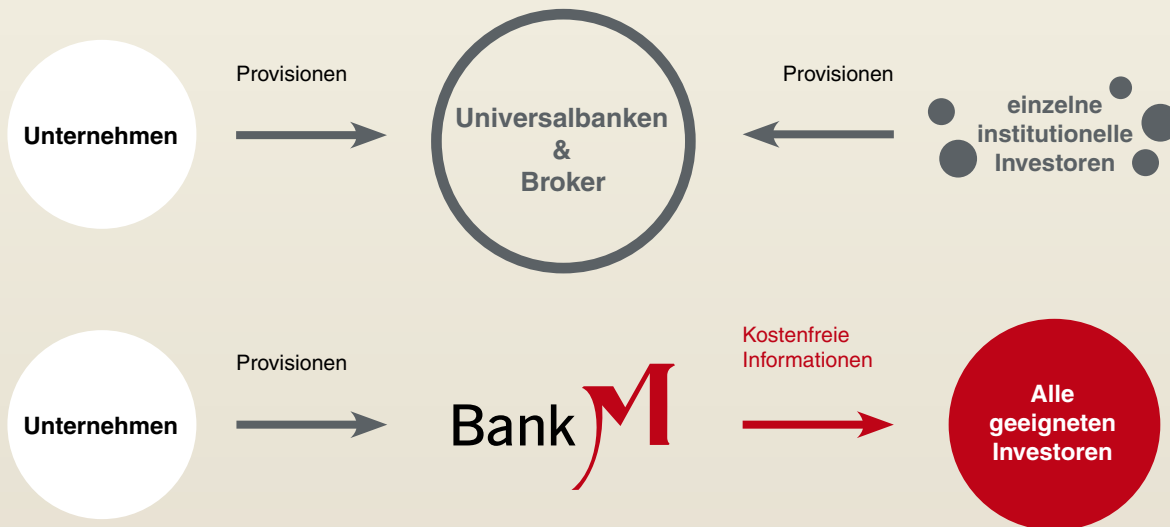 Provisionen
Provisionen
Unternehmen
Universalbanken
&
Broker
einzelne
institutionelle
Investoren
Provisionen
Kostenfreie
Informationen
Unternehmen
Bank M
Alle
geeigneten
Investoren